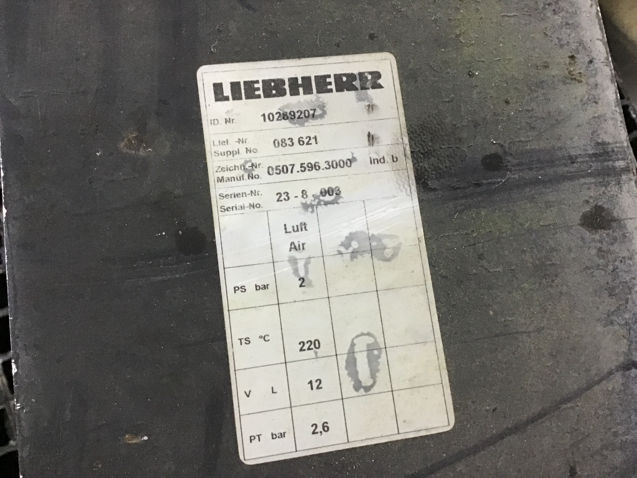 LIEBHERR
ID. Nr. 10289207
Lief. -Nr.
Suppl. No. 083 621
Zeichn.-Nr.
Manuf.No. 0507.596.3000 Ind. b
Serien-Nr.
Serial-No. 23 - 8 - 003
Luft
Air
PS bar 2
TS °C 220
V L 12
PT bar 2,6